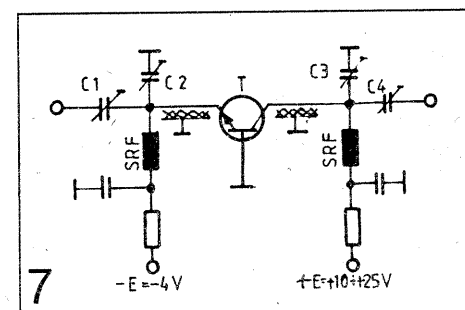 C1
C2
T
C3
C4
SRF
SRF
7
-E=-4V
+E=+10÷+25V